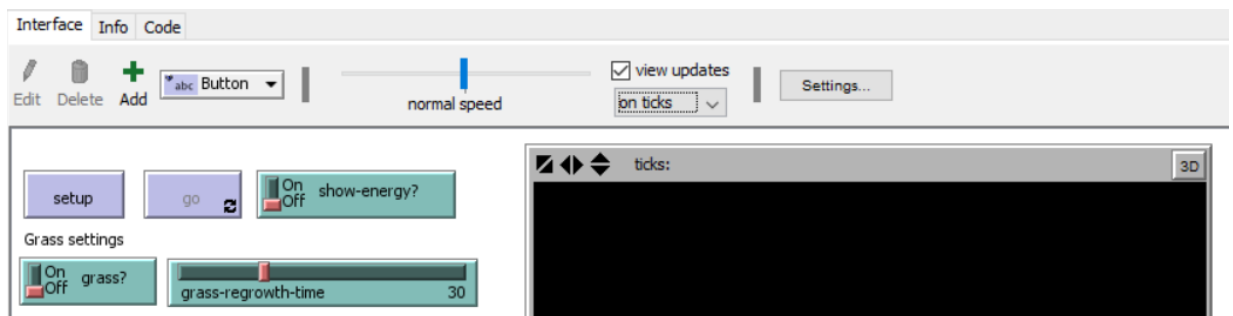 Interface Info Code
Edit Delete Add abc Button normal speed view updates
on ticks Settings...
ticks: 3D
setup go On Off show-energy?
Grass settings
On Off grass? grass-regrowth-time 30